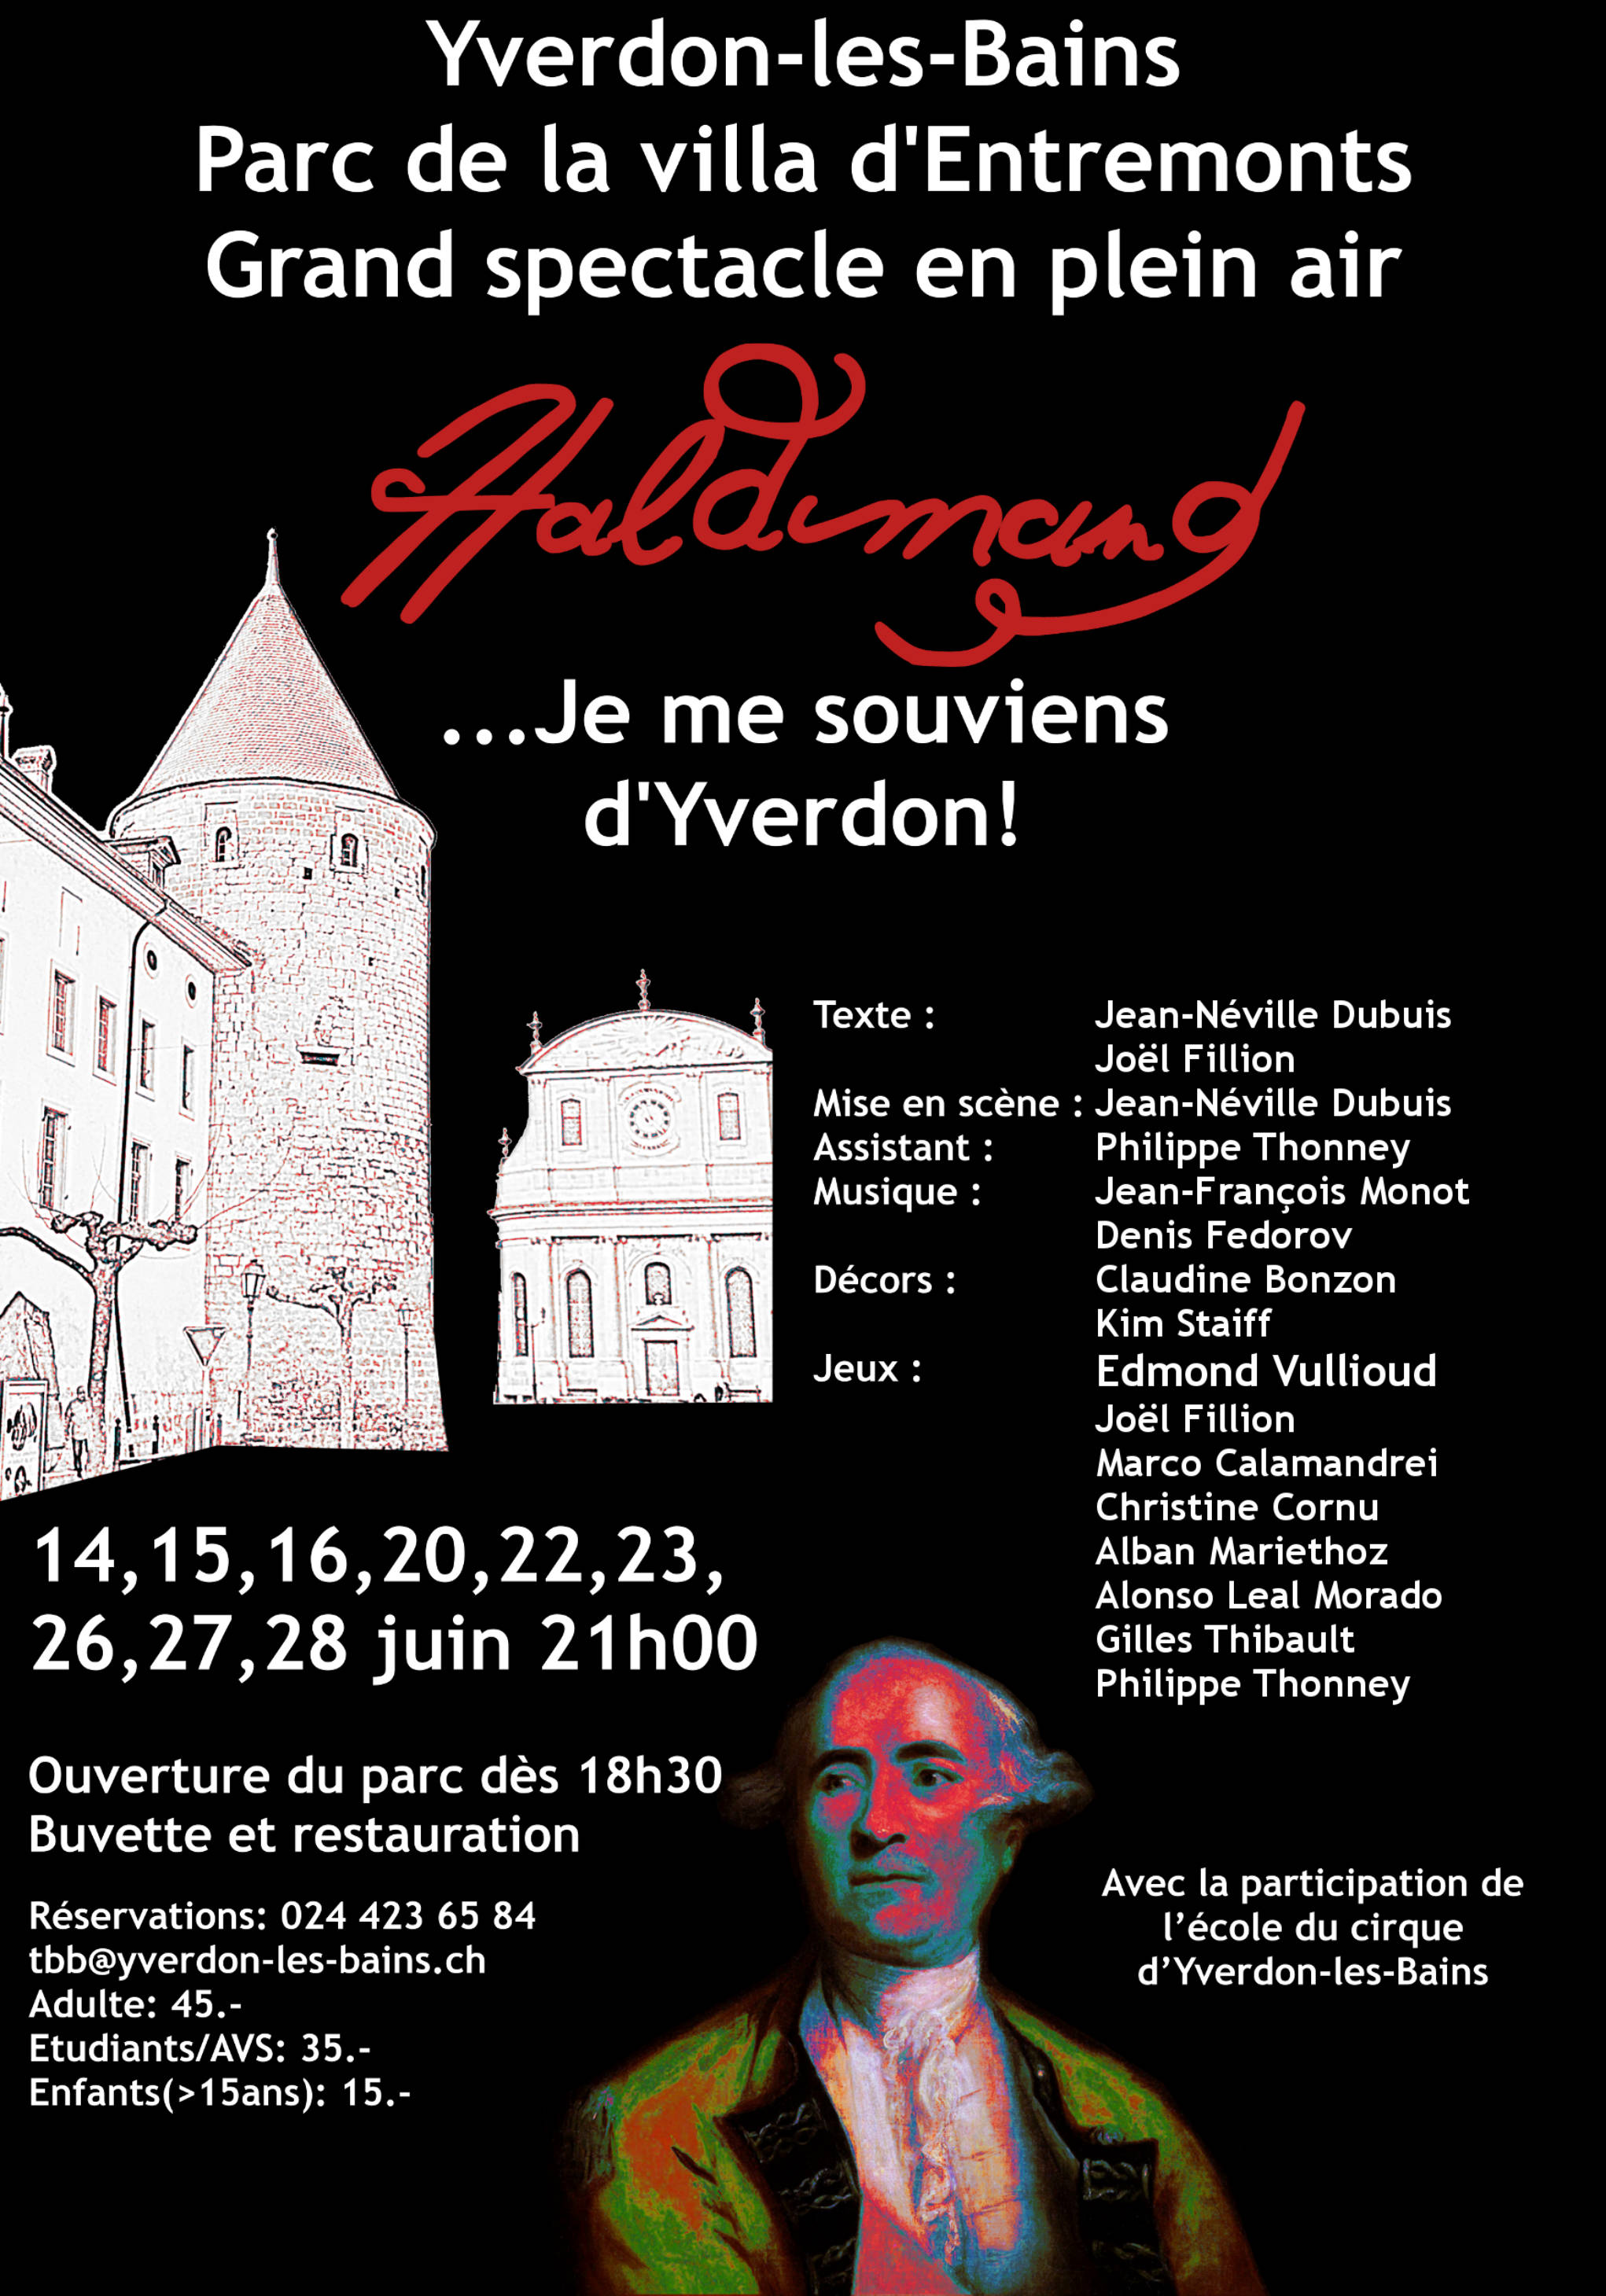 Yverdon-les-Bains
Parc de la villa d'Entremonts
Grand spectacle en plein air
Haldimand
...Je me souviens
d'Yverdon!
Texte : Jean-Néville Dubuis
Joël Fillion
Mise en scène : Jean-Néville Dubuis
Assistant : Philippe Thonney
Musique : Jean-François Monot
Denis Fedorov
Décors : Claudine Bonzon
Kim Staiff
Jeux : Edmond Vullioud
Joël Fillion
Marco Calamandrei
Christine Cornu
Alban Mariethoz
Alonso Leal Morado
Gilles Thibault
Philippe Thonney
14,15,16,20,22,23,
26,27,28 juin 21h00
Ouverture du parc dès 18h30
Buvette et restauration
Réservations: 024 423 65 84
tbb@yverdon-les-bains.ch
Adulte: 45.-
Etudiants/AVS: 35.-
Enfants(>15ans): 15.-
Avec la participation de
l’école du cirque
d’Yverdon-les-Bains